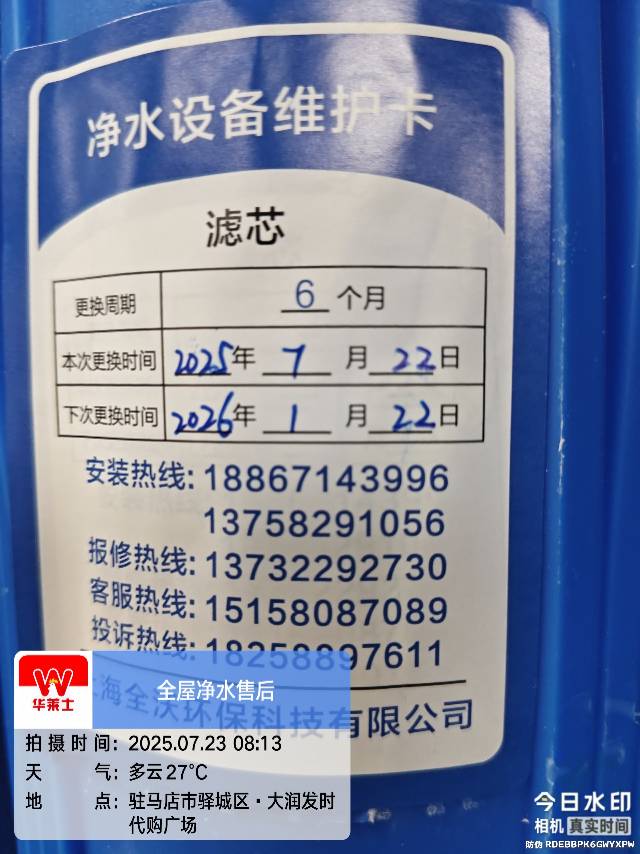 净水设备维护卡
滤芯
更换周期 6 个月
本次更换时间 2025年 7 月 22 日
下次更换时间 2026年 1 月 22 日
安装热线: 18867143996
13758291056
报修热线: 13732292730
客服热线: 15158087089
投诉热线: 18258897611
海全 环保科技有限公司
华莱士
全屋净水售后
拍摄时间: 2025.07.23 08:13
天气: 多云27℃
地点: 驻马店市驿城区·大润发时
代购广场
今日水印
相机 真实时间
防伪 RDEBBPK6GWYXPW